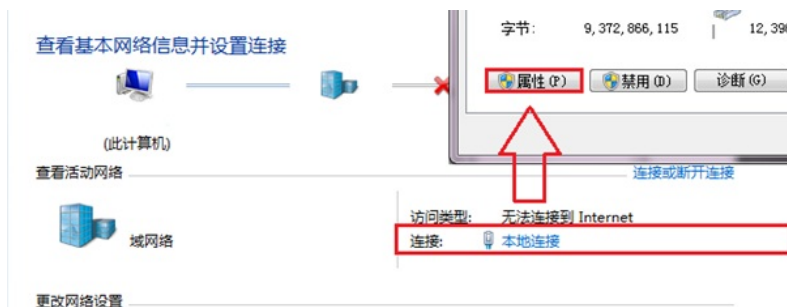 字节: 9,372,866,115 12,39
查看基本网络信息并设置连接
属性(P) 禁用(D) 诊断(G)
(此计算机)
查看活动网络 连接或断开连接
访问类型: 无法连接到 Internet
域网络
连接: 本地连接
更改网络设置